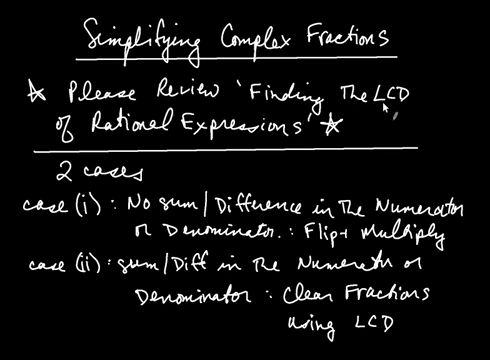 Simplifying Complex Fractions
☆ Please Review 'Finding The LCD
of Rational Expressions' ☆
2 cases
case (i) : No sum / Difference in The Numerator
or Denominator ∴ Flip + Multiply
case (ii) : sum / Diff in The Numerator or
Denominator ∴ Clear Fractions
using LCD